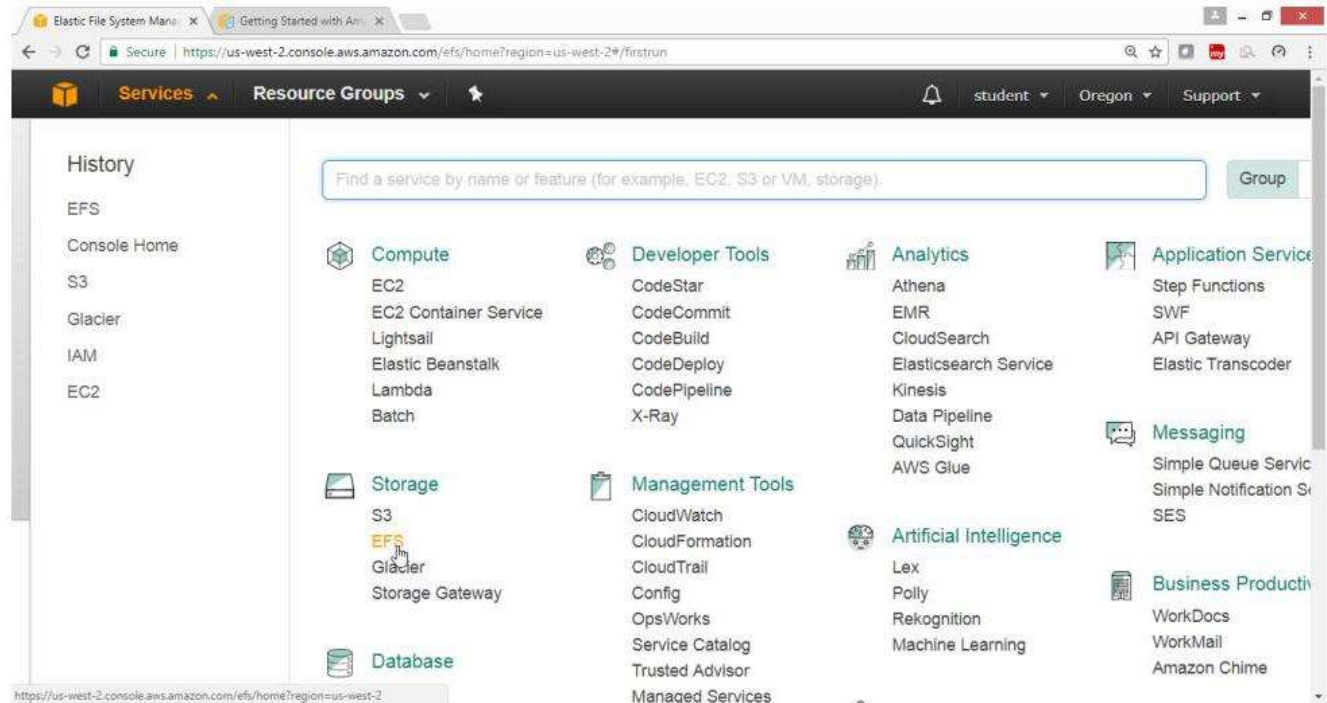 Elastic File System Mana
Getting Started with Am
Secure https://us-west-2.console.aws.amazon.com/efs/home?region=us-west-2#/firstrun
my
Services
Resource Groups
student
Oregon
Support
History
EFS
Console Home
S3
Glacier
IAM
EC2
Find a service by name or feature (for example, EC2, S3 or VM, storage).
Group
Compute
EC2
EC2 Container Service
Lightsail
Elastic Beanstalk
Lambda
Batch
Storage
S3
EFS
Glacier
Storage Gateway
Database
Developer Tools
CodeStar
CodeCommit
CodeBuild
CodeDeploy
CodePipeline
X-Ray
Management Tools
CloudWatch
CloudFormation
CloudTrail
Config
OpsWorks
Service Catalog
Trusted Advisor
Managed Services
Analytics
Athena
EMR
CloudSearch
Elasticsearch Service
Kinesis
Data Pipeline
QuickSight
AWS Glue
Artificial Intelligence
Lex
Polly
Rekognition
Machine Learning
Application Service
Step Functions
SWF
API Gateway
Elastic Transcoder
Messaging
Simple Queue Servic
Simple Notification Se
SES
Business Productiv
WorkDocs
WorkMail
Amazon Chime
https://us-west-2.console.aws.amazon.com/efs/home?region=us-west-2